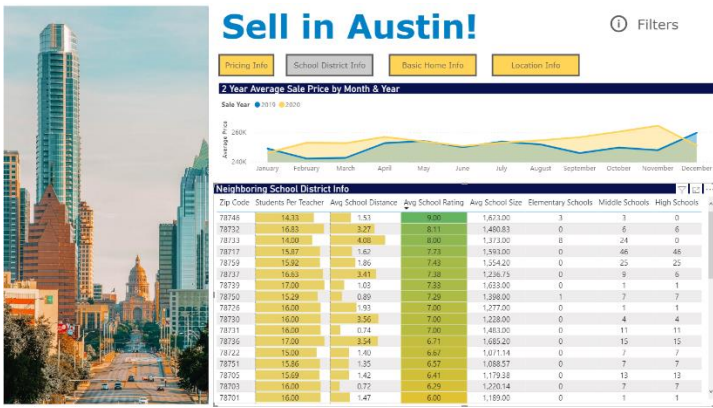 Sell in Austin!
Filters
Pricing Info School District Info Basic Home Info Location Info
2 Year Average Sale Price by Month & Year
Sale Year 2019 2020
Average Price
260K
240K
January February March April May June July August September October November December
Neighboring School District Info
Zip Code Students Per Teacher Avg School Distance Avg School Rating Avg School Size Elementary Schools Middle Schools High Schools
78746 14.33 1.53 9.00 1,623.00 3 3 0
78732 16.83 3.27 8.11 1,480.83 0 6 6
78733 14.00 4.08 8.00 1,373.00 8 24 0
78717 15.87 1.62 7.73 1,593.00 0 46 46
78759 15.92 1.86 7.43 1,554.20 0 25 25
78737 16.63 3.41 7.38 1,236.75 0 9 6
78739 17.00 1.03 7.33 1,633.00 0 1 1
78750 15.29 0.89 7.29 1,398.00 1 7 7
78726 16.00 1.93 7.00 1,277.00 0 1 1
78730 16.00 3.56 7.00 1,228.00 0 4 4
78731 16.00 0.74 7.00 1,463.00 0 11 11
78736 17.00 3.54 6.71 1,685.20 0 15 15
78722 15.00 1.40 6.67 1,071.14 0 7 7
78751 15.86 1.35 6.57 1,088.57 0 7 7
78705 15.69 1.42 6.41 1,179.38 0 13 13
78703 16.00 0.72 6.29 1,220.14 0 7 7
78701 16.00 1.47 6.00 1,189.00 0 1 1